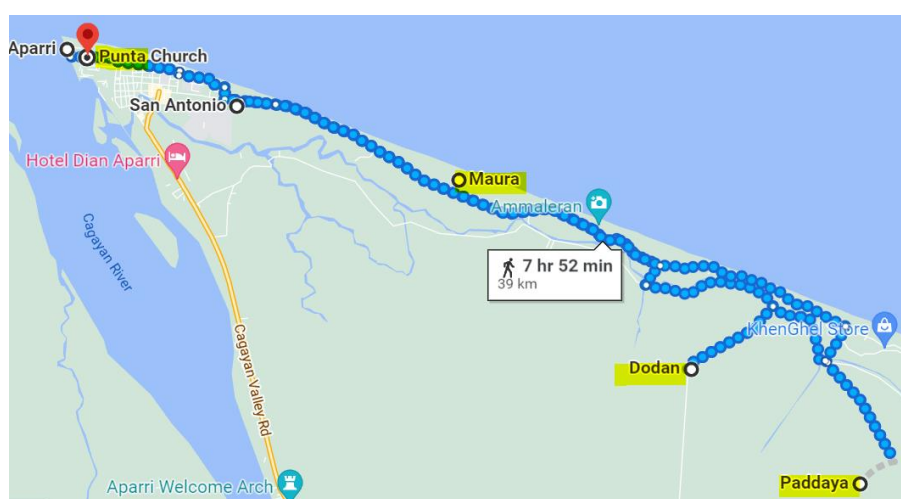 Aparri
Punta Church
San Antonio
Hotel Dian Aparri
Maura
Ammaleran
7 hr 52 min
39 km
Cagayan River
Cagayan Valley Rd
KhenGhel Store
Dodan
Paddaya
Aparri Welcome Arch